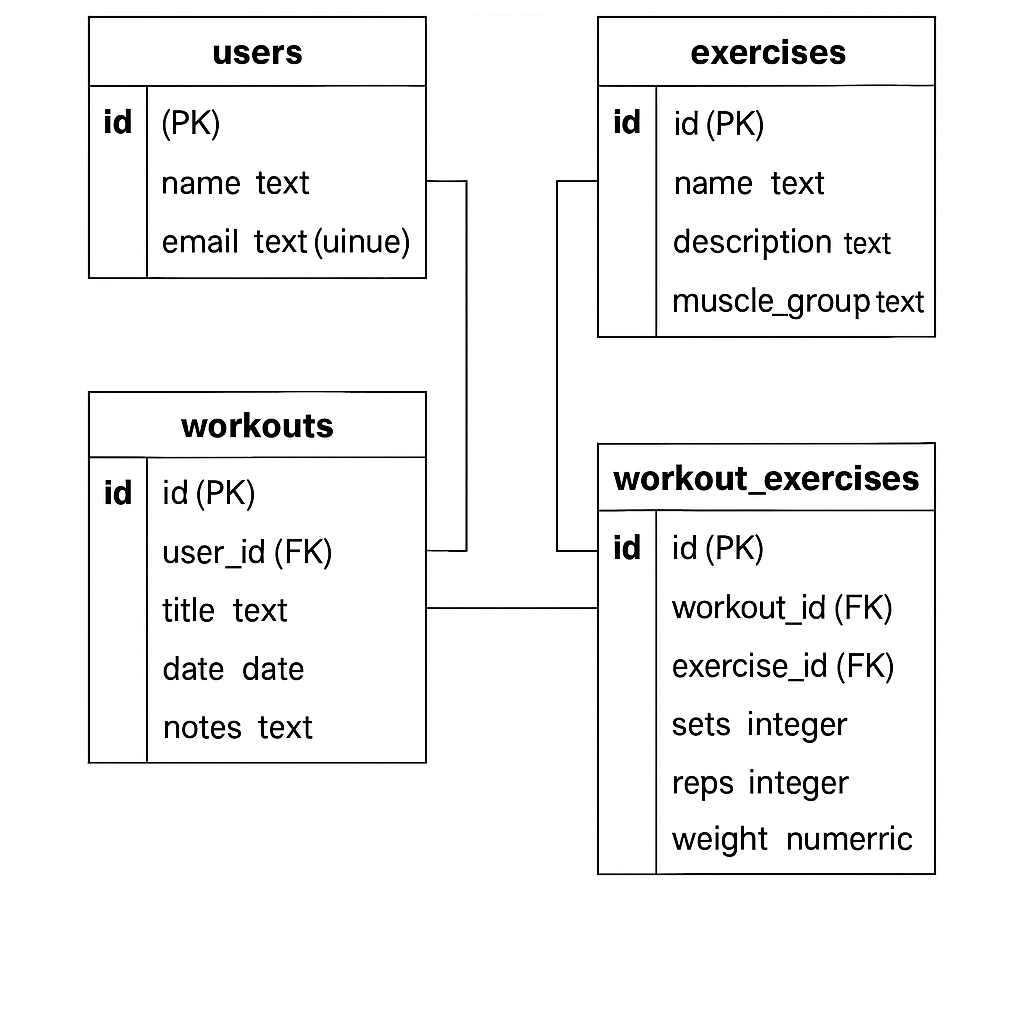 users
id (PK)
name text
email text (uinue)
exercises
id id (PK)
name text
description text
muscle_group text
workouts
id id (PK)
user_id (FK)
title text
date date
notes text
workout_exercises
id id (PK)
workout_id (FK)
exercise_id (FK)
sets integer
reps integer
weight numerric